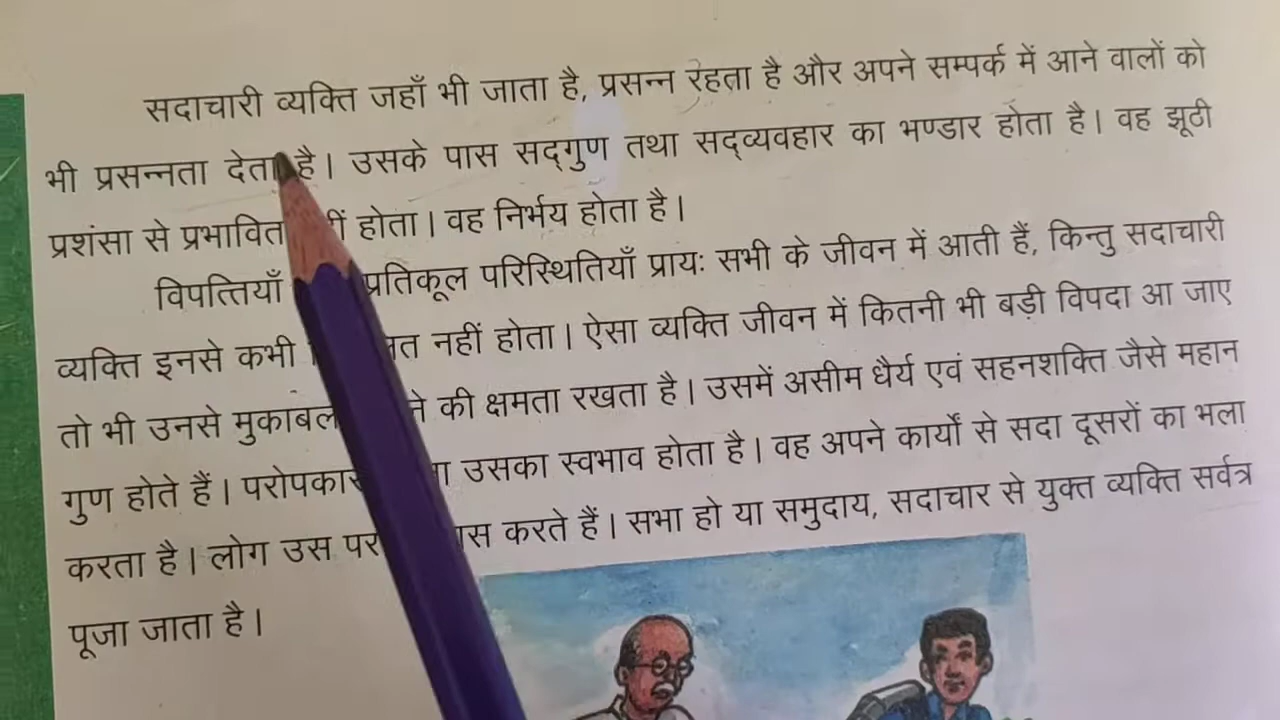 सदाचारी व्यक्ति जहाँ भी जाता है, प्रसन्न रहता है और अपने सम्पर्क में आने वालों को
भी प्रसन्नता देता है। उसके पास सद्गुण तथा सद्व्यवहार का भण्डार होता है। वह झूठी
प्रशंसा से प्रभावित होता। वह निर्भय होता है।
विपत्तियाँ प्रतिकूल परिस्थितियाँ प्रायः सभी के जीवन में आती हैं, किन्तु सदाचारी
व्यक्ति इनसे कभी नहीं होता। ऐसा व्यक्ति जीवन में कितनी भी बड़ी विपदा आ जाए
तो भी उनसे की क्षमता रखता है। उसमें असीम धैर्य एवं सहनशक्ति जैसे महान
गुण होते हैं। उसका स्वभाव होता है। वह अपने कार्यों से सदा दूसरों का भला
करता है। लोग उस पर करते हैं। सभा हो या समुदाय, सदाचार से युक्त व्यक्ति सर्वत्र
पूजा जाता है।